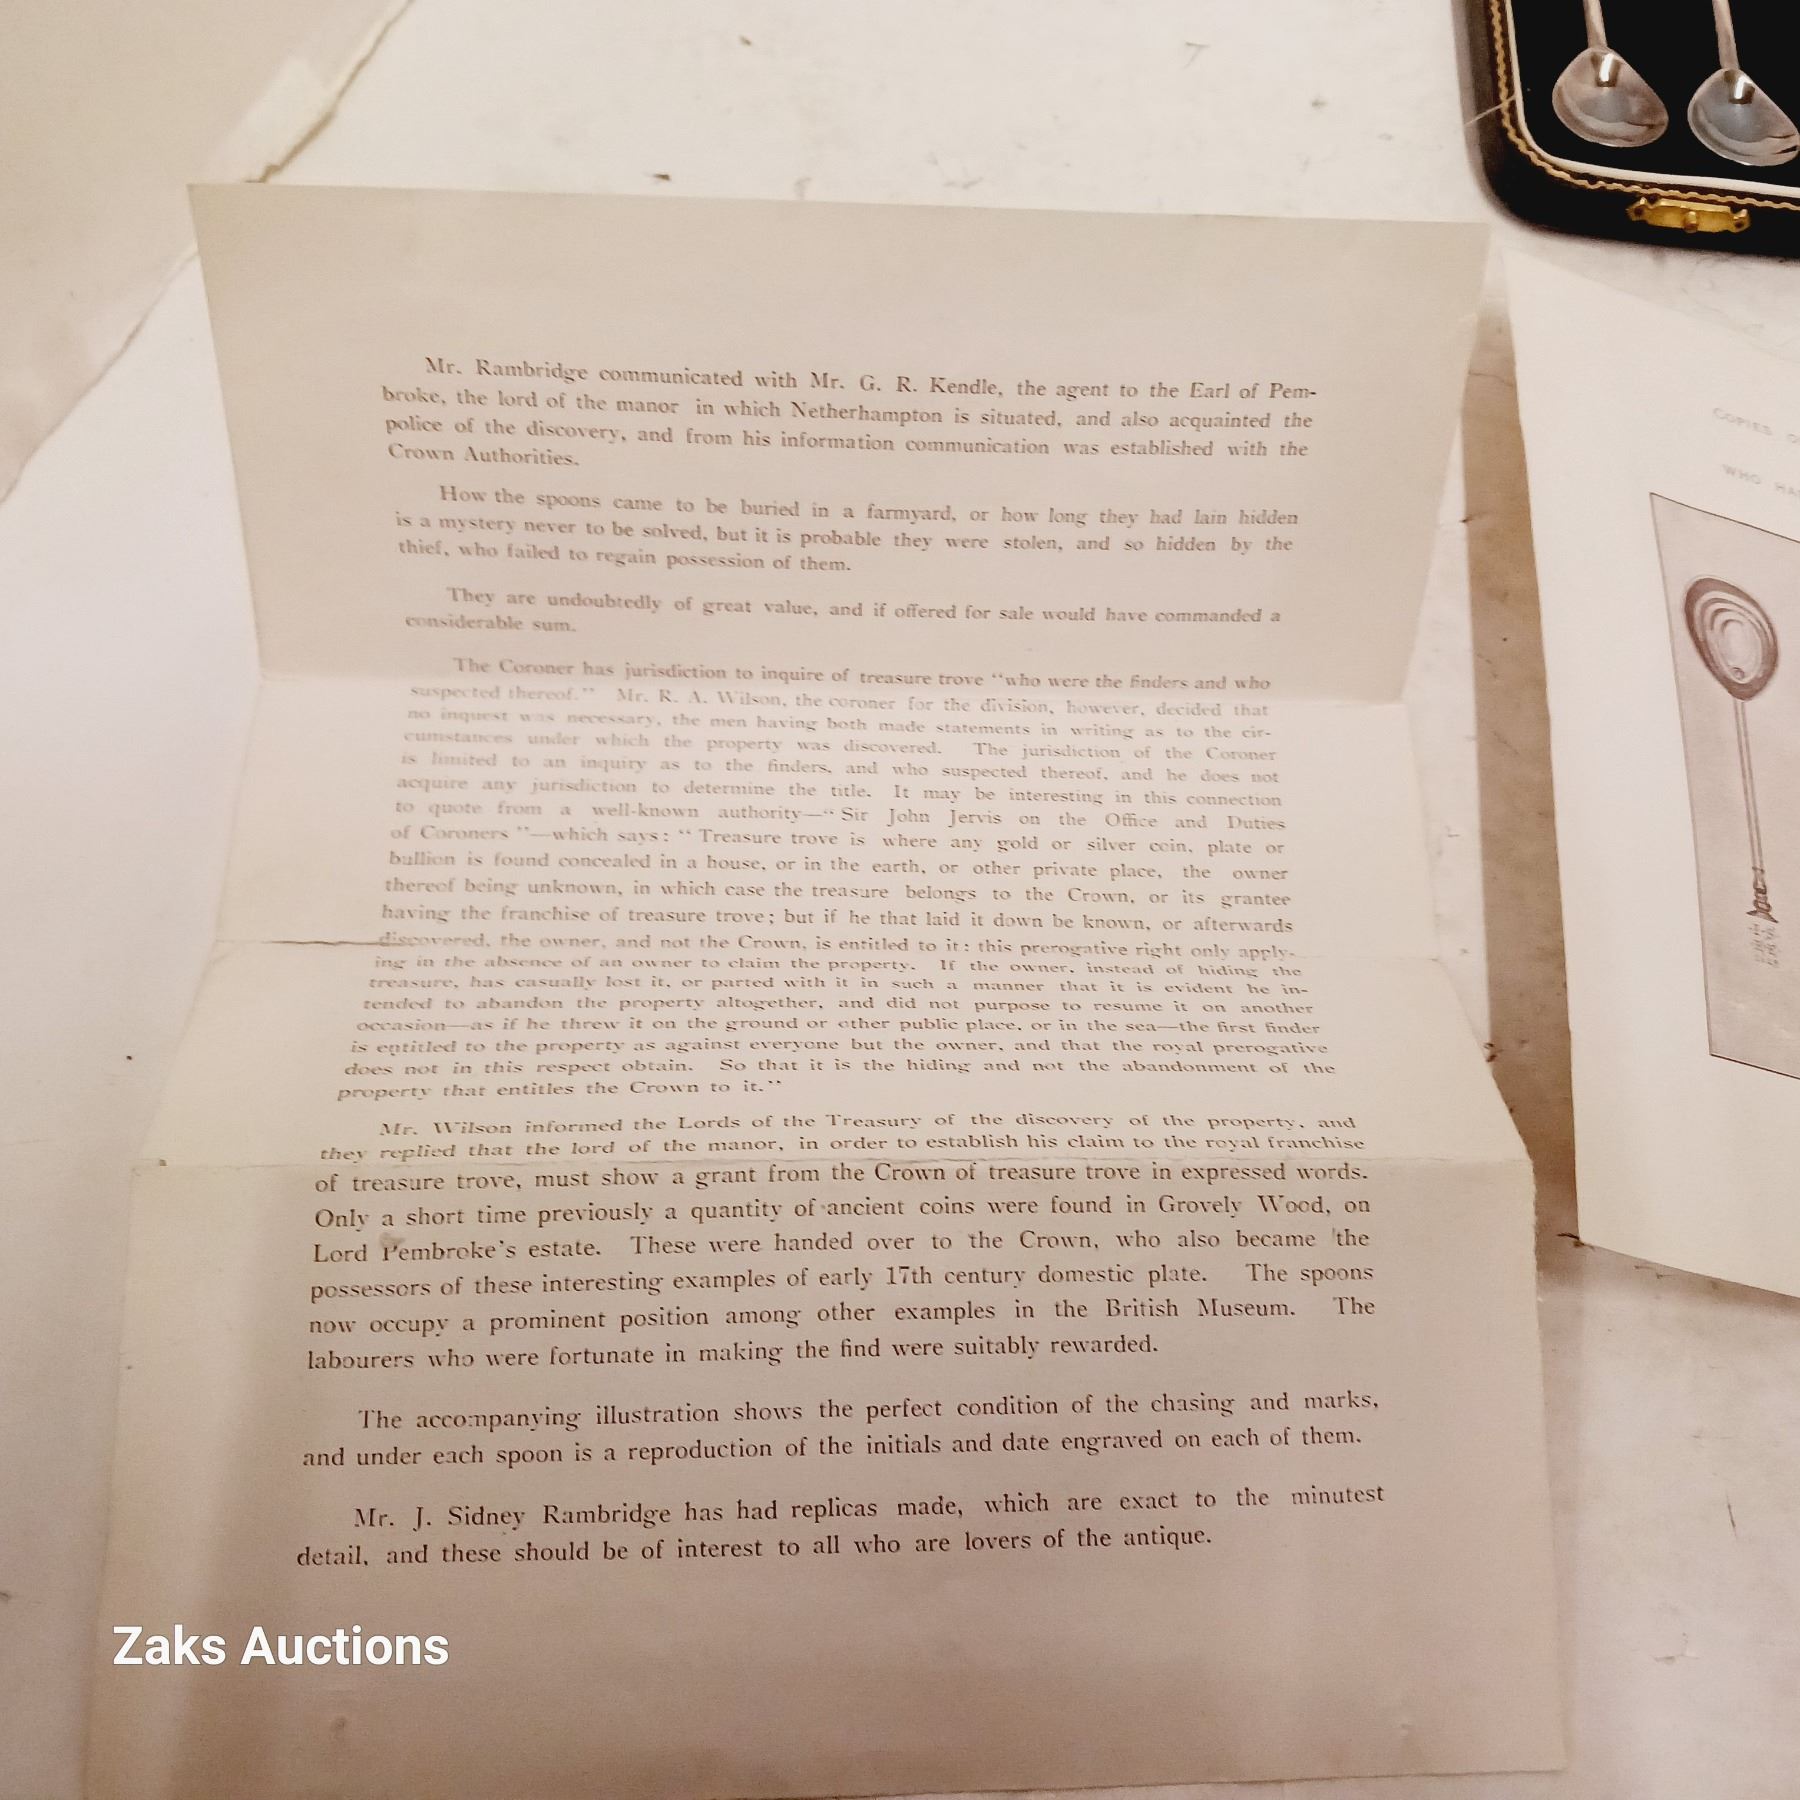 Mr. Rambridge communicated with Mr. G. R. Kendle, the agent to the Earl of Pem-
broke, the lord of the manor in which Netherhampton is situated, and also acquainted the
police of the discovery, and from his information communication was established with the
Crown Authorities.
How the spoons came to be buried in a farmyard, or how long they had lain hidden
is a mystery never to be solved, but it is probable they were stolen, and so hidden by the
thief, who failed to regain possession of them.
They are undoubtedly of great value, and if offered for sale would have commanded a
considerable sum.
The Coroner has jurisdiction to inquire of treasure trove "who were the finders and who
suspected thereof." Mr. R. A. Wilson, the coroner for the division, however, decided that
no inquest was necessary, the men having both made statements in writing as to the cir-
cumstances under which the property was discovered. The jurisdiction of the Coroner
is limited to an inquiry as to the finders, and who suspected thereof, and he does not
acquire any jurisdiction to determine the title. It may be interesting in this connection
to quote from a well-known authority—"Sir John Jervis on the Office and Duties
of Coroners"—which says: "Treasure trove is where any gold or silver coin, plate or
bullion is found concealed in a house, or in the earth, or other private place, the owner
thereof being unknown, in which case the treasure belongs to the Crown, or its grantee
having the franchise of treasure trove; but if he that laid it down be known, or afterwards
discovered, the owner, and not the Crown, is entitled to it: this prerogative right only apply-
ing in the absence of an owner to claim the property. If the owner, instead of hiding the
treasure, has casually lost it, or parted with it in such a manner that it is evident he in-
tended to abandon the property altogether, and did not purpose to resume it on another
occasion—as if he threw it on the ground or other public place, or in the sea—the first finder
is entitled to the property as against everyone but the owner, and that the royal prerogative
does not in this respect obtain. So that it is the hiding and not the abandonment of the
property that entitles the Crown to it."
Mr. Wilson informed the Lords of the Treasury of the discovery of the property, and
they replied that the lord of the manor, in order to establish his claim to the royal franchise
of treasure trove, must show a grant from the Crown of treasure trove in expressed words.
Only a short time previously a quantity of ancient coins were found in Grovely Wood, on
Lord Pembroke's estate. These were handed over to the Crown, who also became the
possessors of these interesting examples of early 17th century domestic plate. The spoons
now occupy a prominent position among other examples in the British Museum. The
labourers who were fortunate in making the find were suitably rewarded.
The accompanying illustration shows the perfect condition of the chasing and marks,
and under each spoon is a reproduction of the initials and date engraved on each of them.
Mr. J. Sidney Rambridge has had replicas made, which are exact to the minutest
detail, and these should be of interest to all who are lovers of the antique.
COPIES
WHO
Zaks Auctions